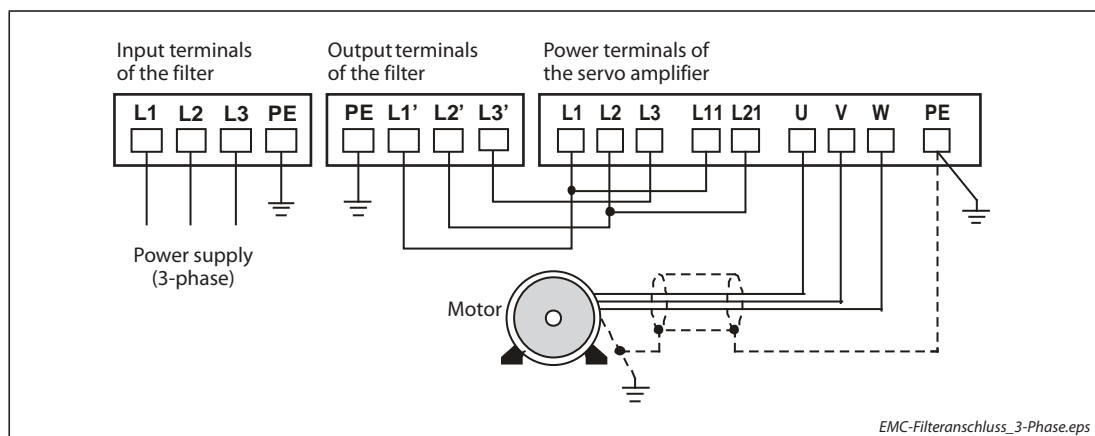 Input terminals
of the filter
Output terminals
of the filter
Power terminals of
the servo amplifier
L1 L2 L3 PE
PE L1’ L2’ L3’
L1 L2 L3 L11 L21 U V W PE
Power supply
(3-phase)
Motor
EMC-Filteranschluss_3-Phase.eps